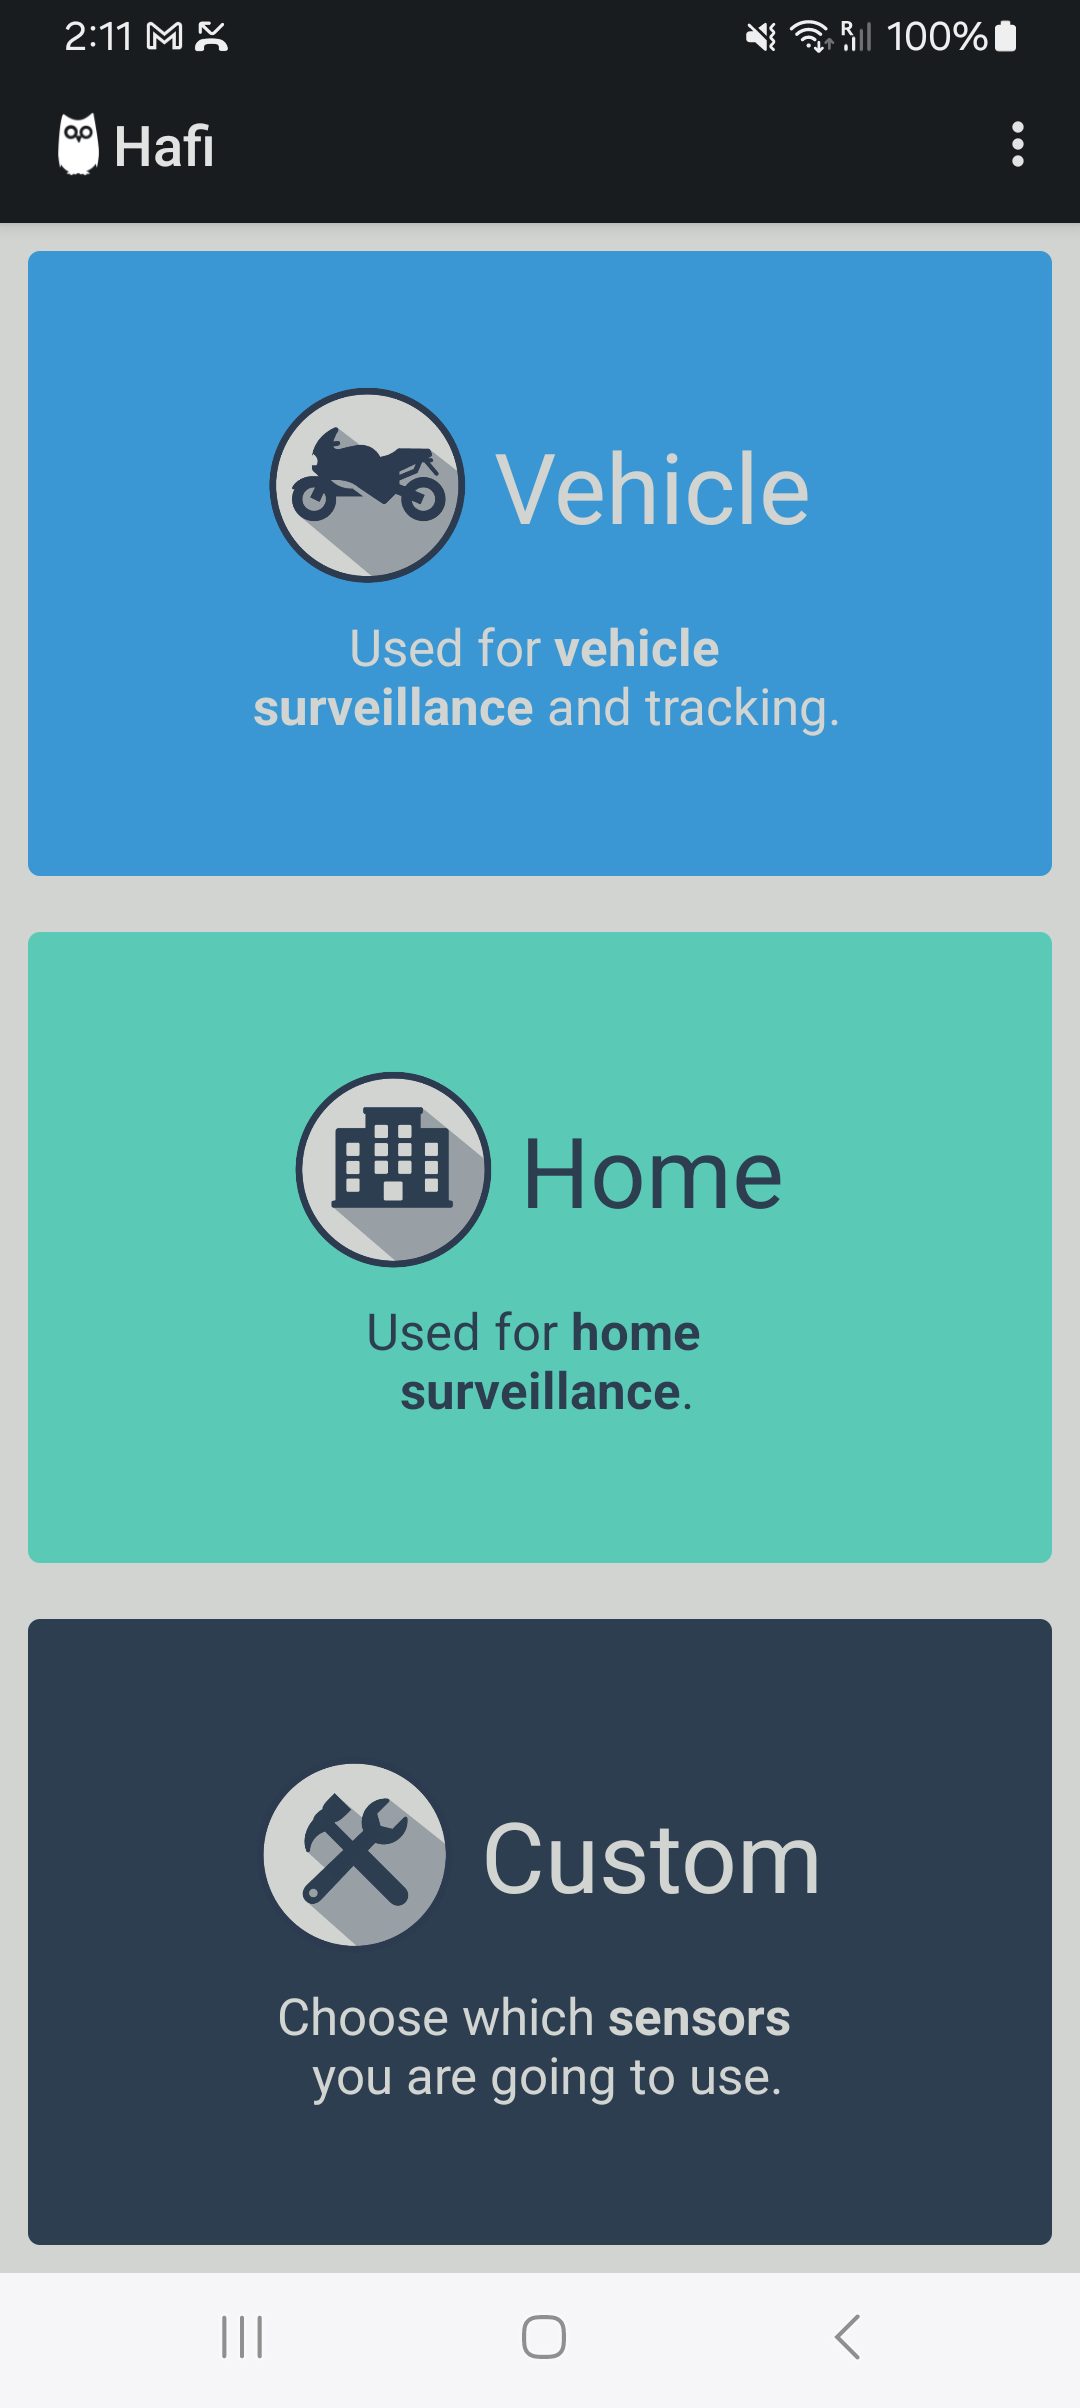 2:11
R
100%
Hafi
Vehicle
Used for vehicle
surveillance and tracking.
Home
Used for home
surveillance.
Custom
Choose which sensors
you are going to use.